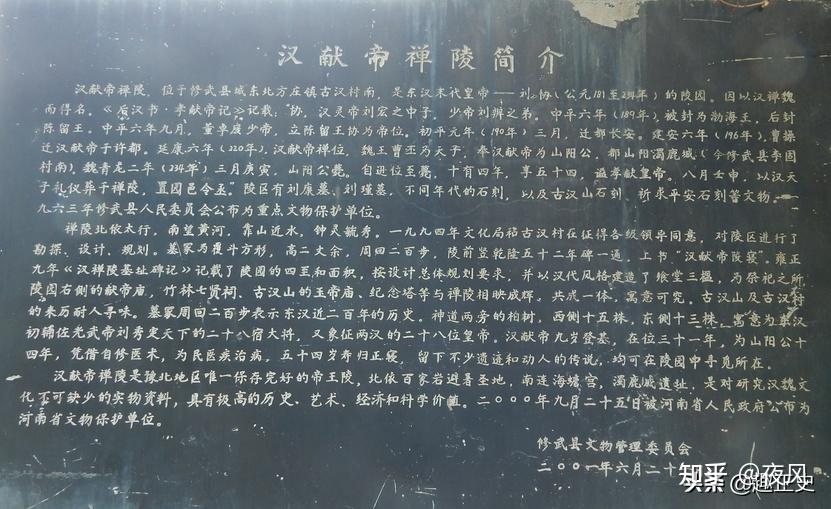 汉献帝禅陵简介
汉献帝禅陵，位于修武县城东北方庄镇古汉村南，是东汉末代皇帝——刘协（公元181至234年）的陵园。因以汉禅魏
而得名。《后汉书·孝献帝记》记载：协，汉灵帝刘宏之中子，少帝刘辨之弟。中平六年（189年），被封为渤海王，后封
陈留王。中平六年九月，董卓废少帝，立陈留王协为帝位。初平元年（190年）三月，迁都长安。建安六年（196年），曹操
迁汉献帝于许都。延康六年（220年），汉献帝禅位，魏王曹丕为天子，奉汉献帝为山阳公，都山阳浊鹿城（今修武县李固
村南）。魏青龙二年（234年），三月庚寅，山阳公薨。自逊位至薨，十有四年，享五十四，谥孝献皇帝。八月壬申，以汉天
子礼仪葬于禅陵，置园邑令丞。陵区有刘康墓、刘瑾墓，不同年代的石刻，以及古汉山石刻、祈求平安石刻等文物。一
九六三年修武县人民委员会公布为重点文物保护单位。
禅陵北依太行，南望黄河，靠山近水，钟灵毓秀。一九九四年文化局和古汉村在征得各级领导同意，对陵区进行了
勘探、设计、规划。墓冢为覆斗方形，高二丈余，周回二百步，陵前竖乾隆五十二年碑一通，上书“汉献帝陵寝”。雍正
九年《汉禅陵基址碑记》记载了陵园的四至和面积，按设计总体规划要求，并以汉代风格建造了飨堂三楹，为祭祀之所
陵园右侧的献帝庙，竹林七贤祠、古汉山的玉帝庙、纪念塔等与禅陵相映成辉。共成一体，寓意可究。古汉山及古汉村
的来历耐人寻味。墓冢周回二百步表示东汉近二百年的历史，神道两旁的柏树，西侧十五株，东侧十三株，寓意为东汉
初辅佐光武帝刘秀定天下的二十八宿大将，又象征两汉的二十八位皇帝。汉献帝九岁登基，在位三十一年，为山阳公十
四年，凭借自修医术，为民医疾治病，五十四岁寿归正寝，留下不少遗迹和动人的传说，均可在陵园中寻觅所在。
汉献帝禅陵是豫北地区唯一保存完好的帝王陵，北依百家岩避暑圣地，南连海蟾宫，浊鹿城遗址，是对研究汉魏文
化不可缺少的实物资料，具有极高的历史、艺术、经济和科学价值。二〇〇〇年九月二十五日被河南省人民政府公布为
河南省文物保护单位。
修武县文物管理委员会
二〇〇一年六月二十
知乎 @夜风
头条 @趣正史